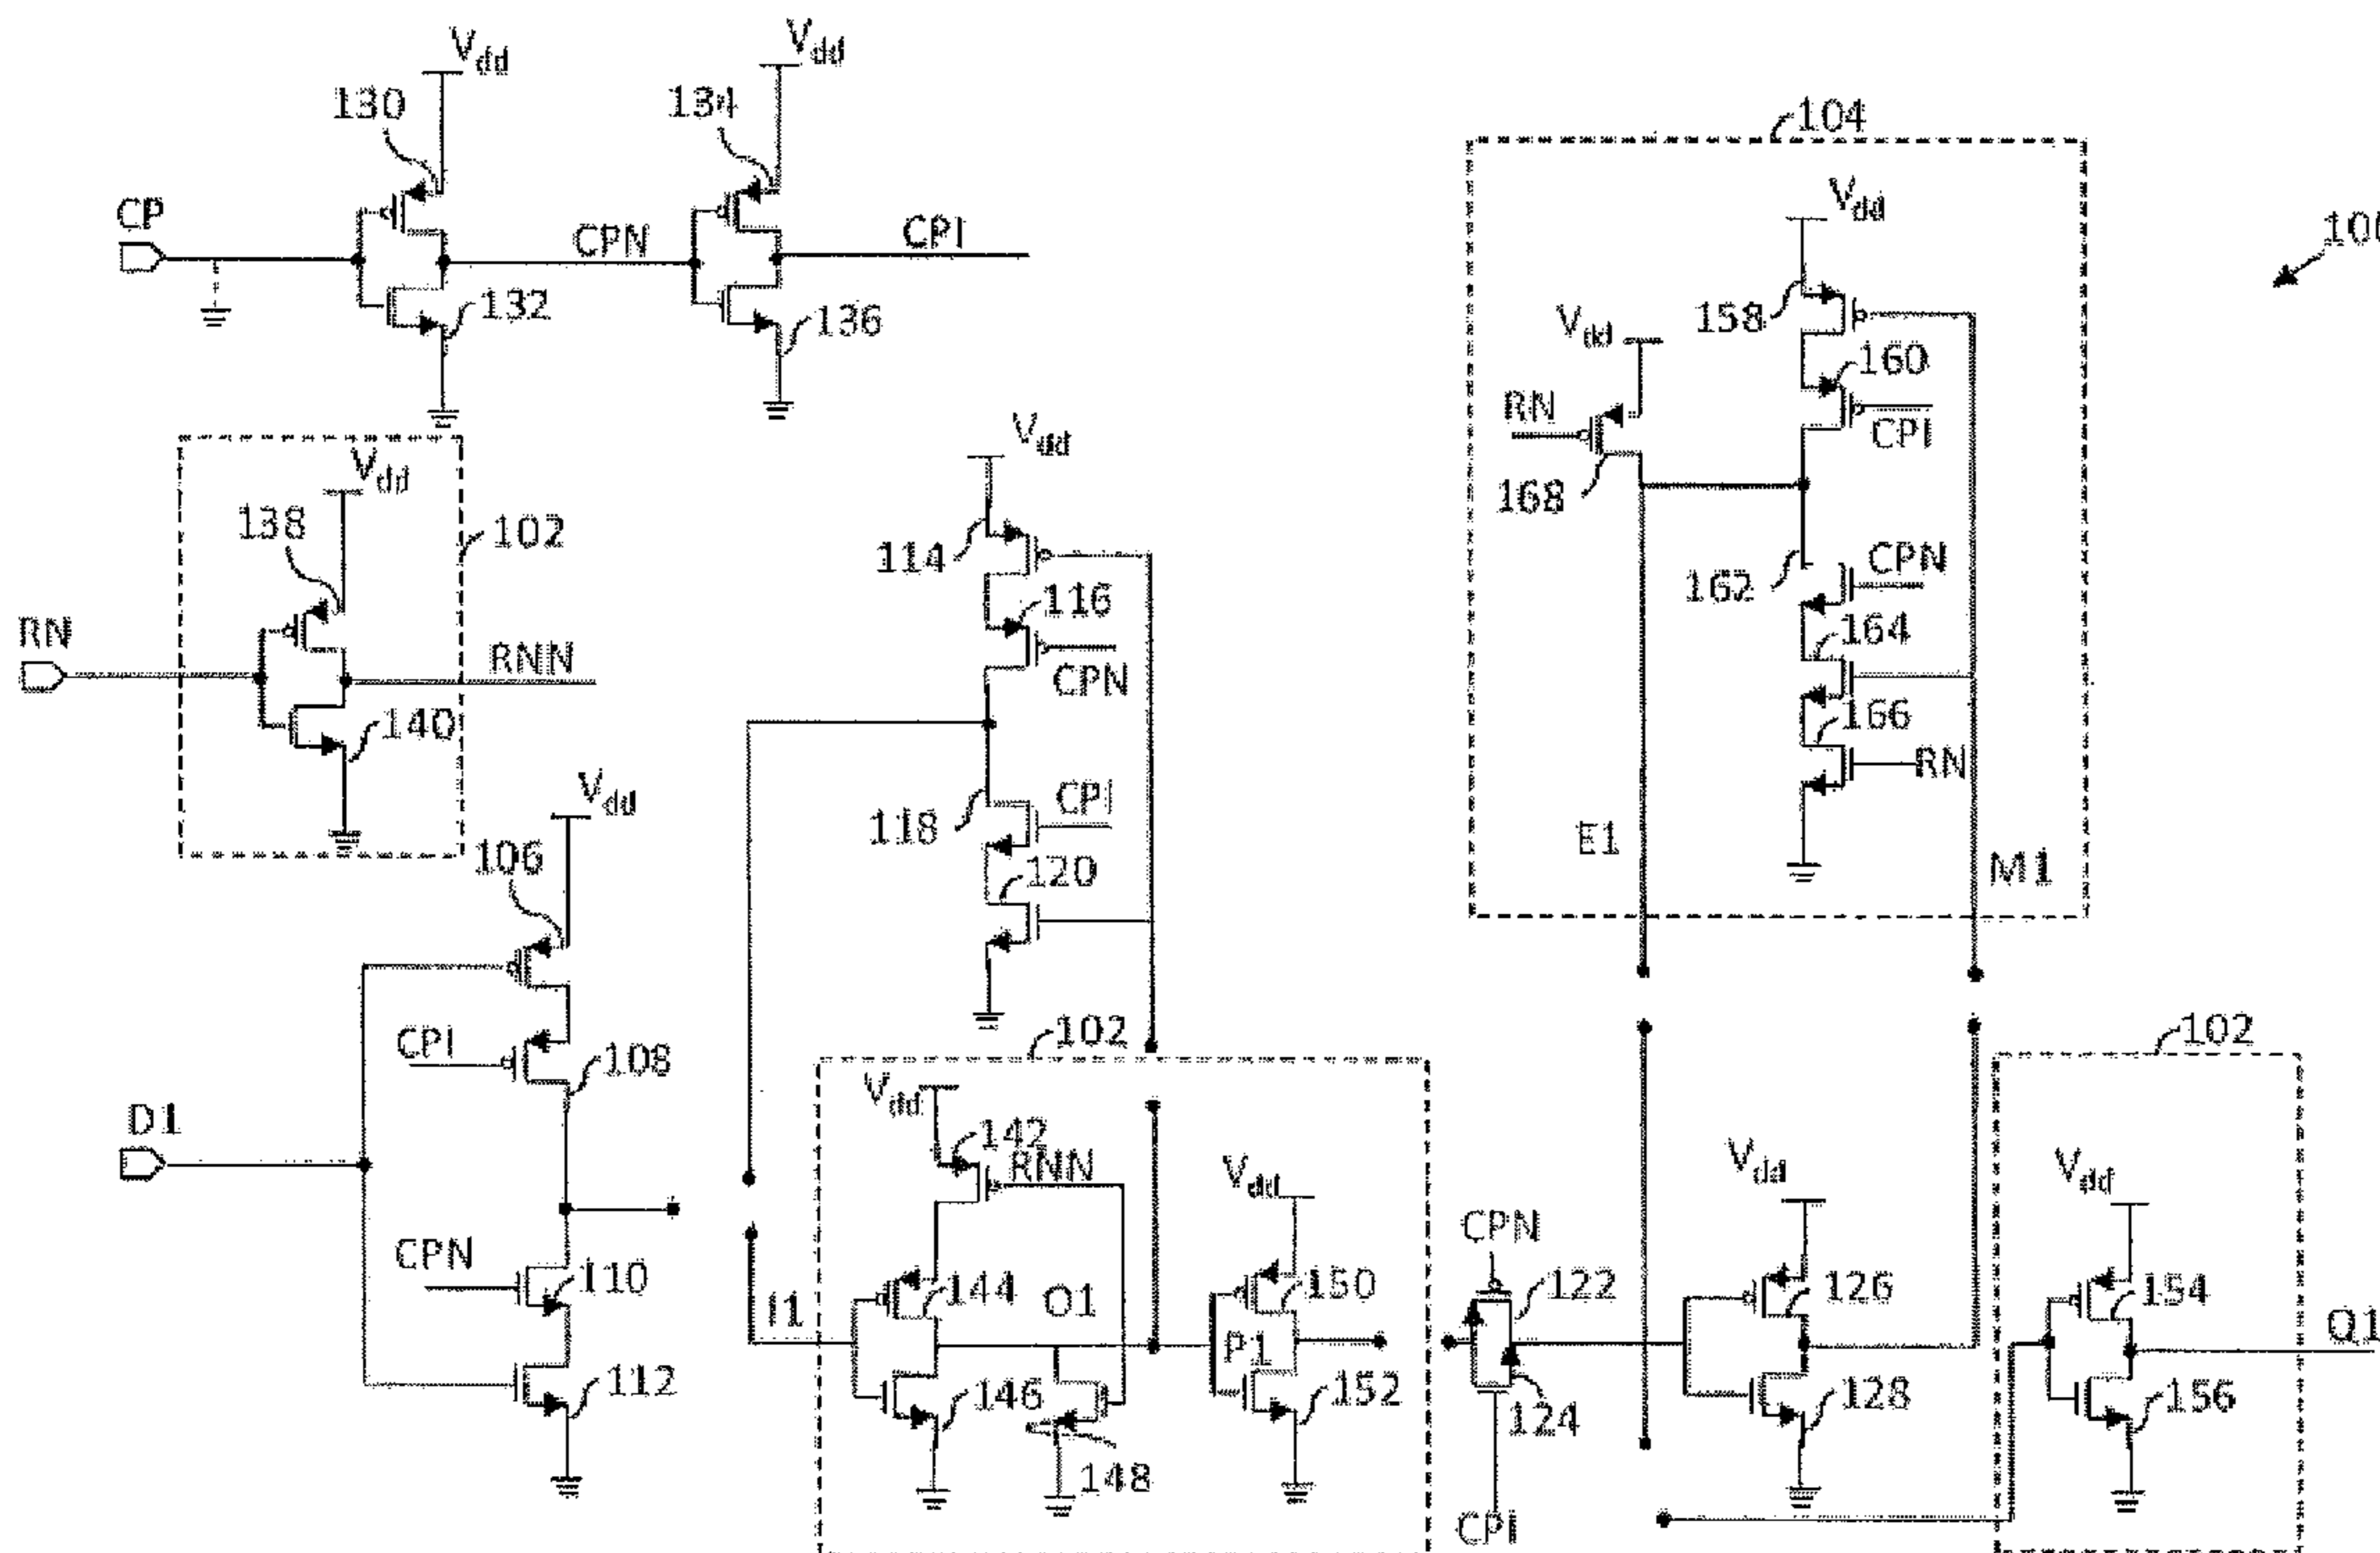 Vdd
Vdd
130
134
104
CP
CPN
CPI
Vdd
132
136
158
Vdd
160
RN
CPI
168
Vdd
138
102
Vdd
114
116
CPN
162
CPN
164
RN
RNN
CPN
166
140
RN
Vdd
118
CPI
E1
106
120
M1
CPI
108
102
102
Vdd
142
RNN
D1
Vdd
Vdd
Vdd
CPN
CPN
110
I1
144
O1
150
122
126
154
Q1
P1
112
146
152
124
128
156
148
CPI